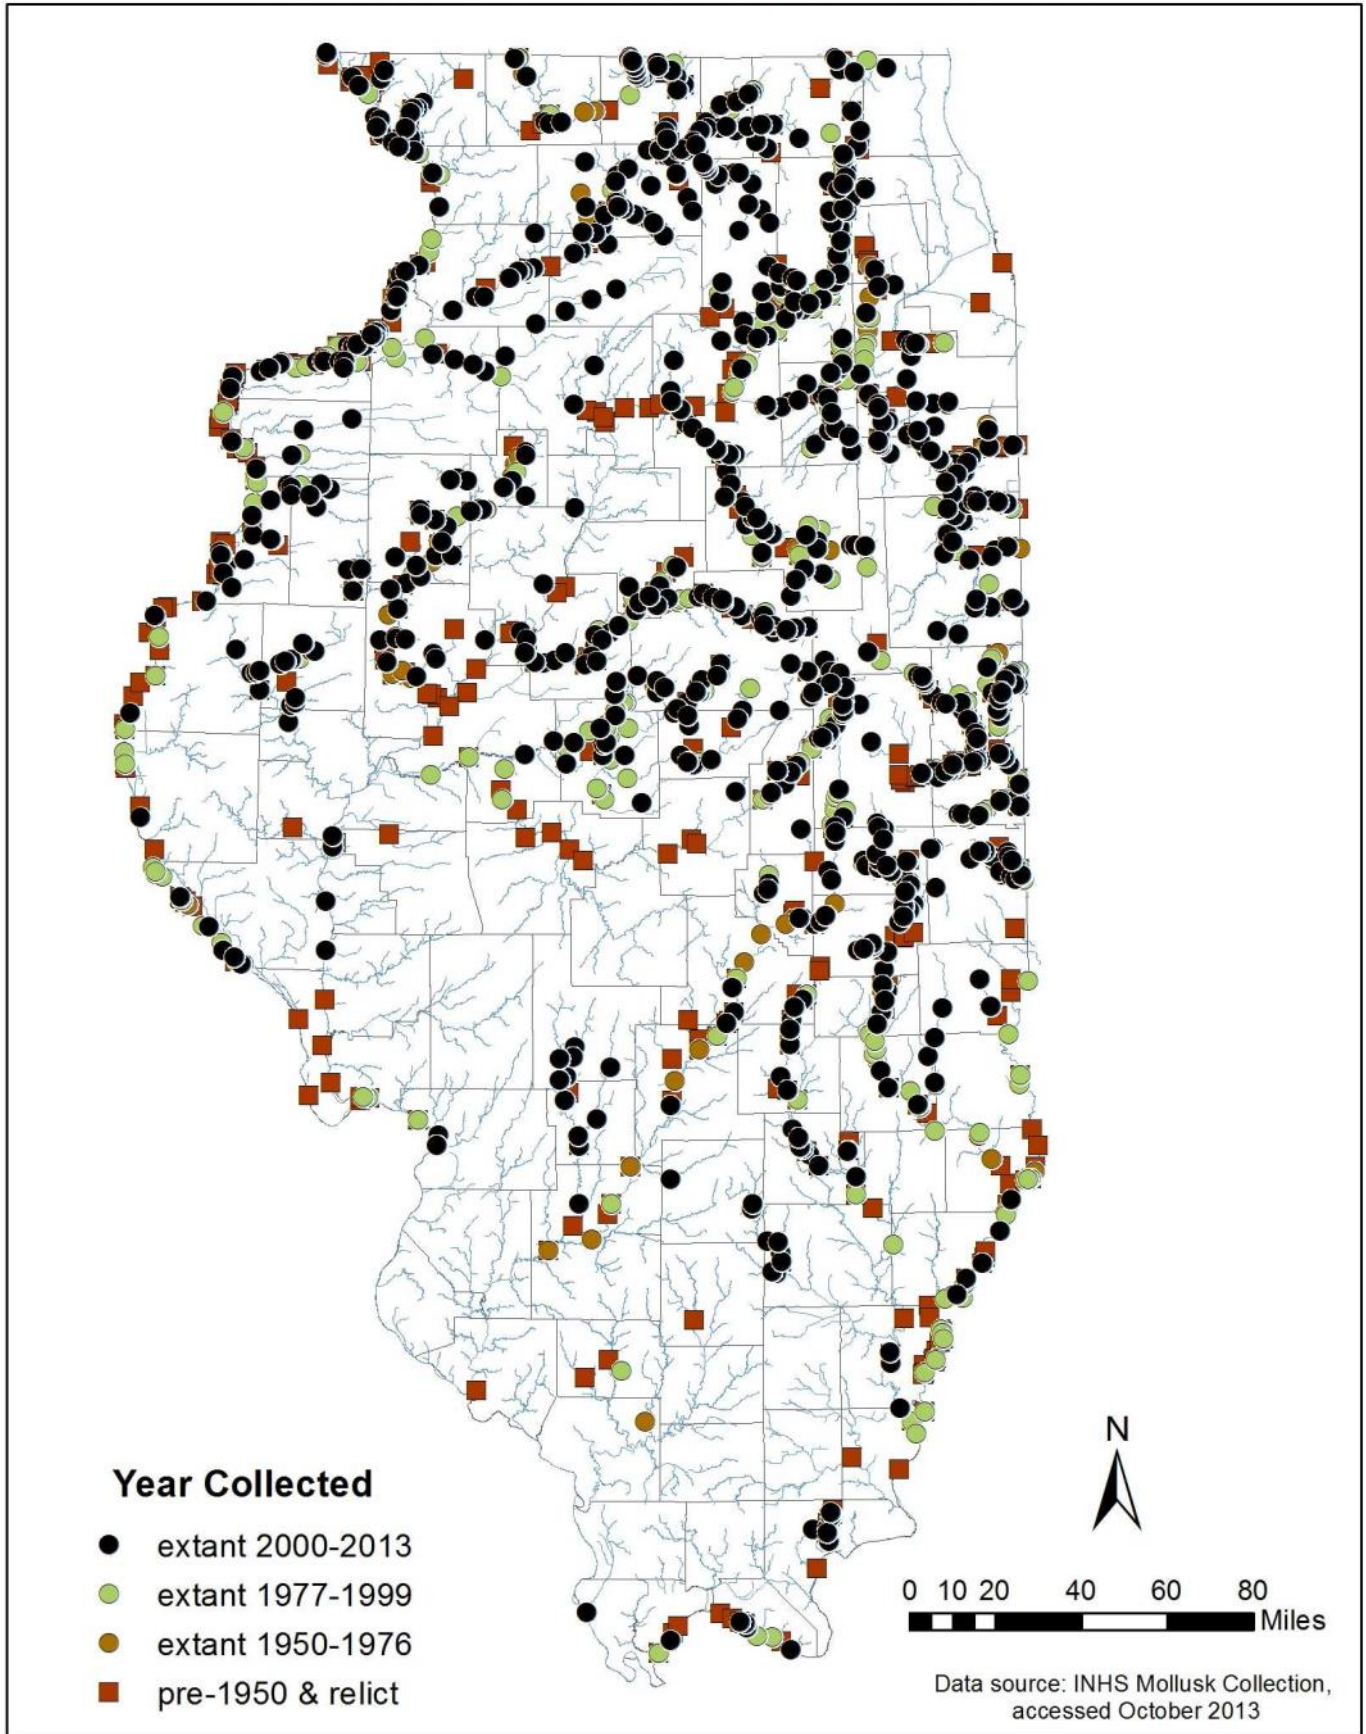 Year Collected
extant 2000-2013
extant 1977-1999
extant 1950-1976
pre-1950 & relict
N
0 10 20 40 60 80
Miles
Data source: INHS Mollusk Collection,
accessed October 2013